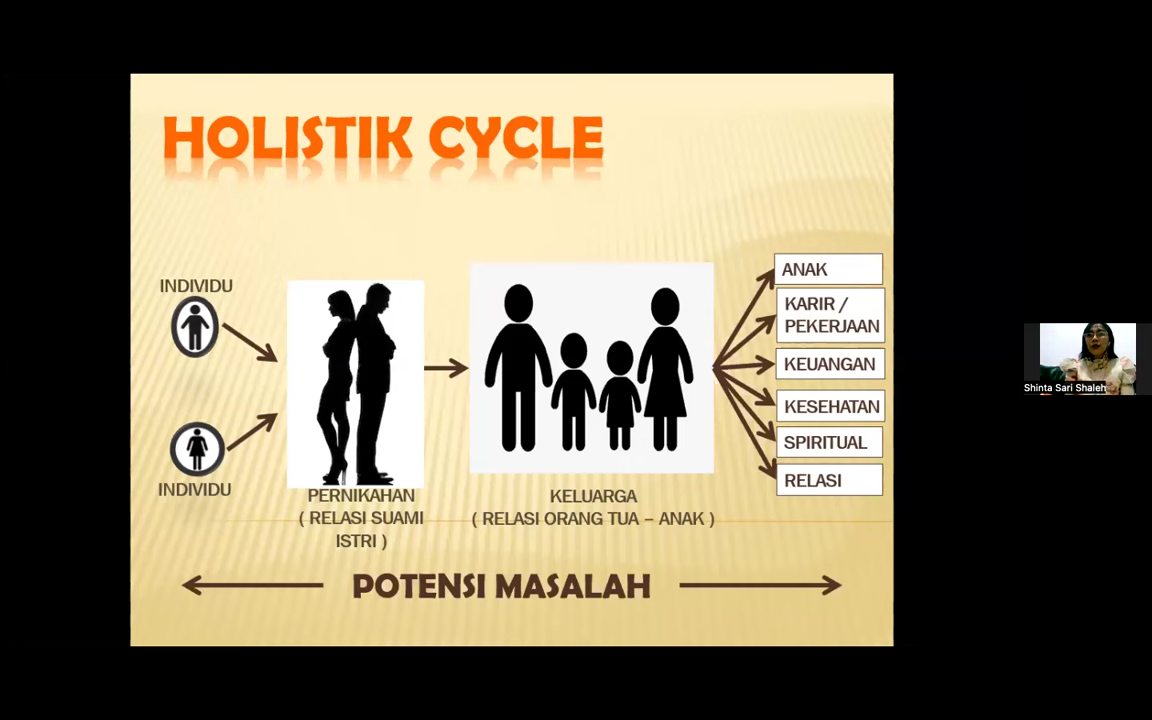 HOLISTIK CYCLE
INDIVIDU
INDIVIDU
PERNIKAHAN
( RELASI SUAMI
ISTRI )
KELUARGA
( RELASI ORANG TUA – ANAK )
ANAK
KARIR /
PEKERJAAN
KEUANGAN
KESEHATAN
SPIRITUAL
RELASI
POTENSI MASALAH
Shinta Sari Shaleh